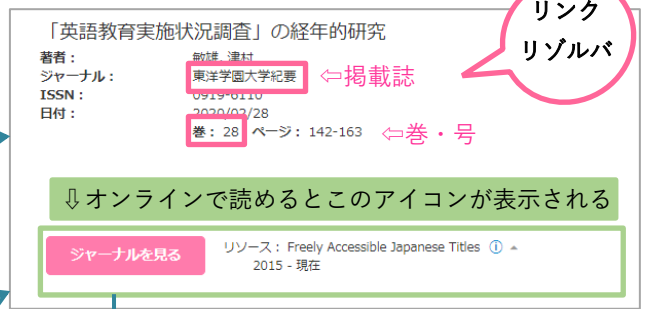 リンク
リゾルバ
「英語教育実施状況調査」の経年的研究
著者： 敏雄, 津村
ジャーナル： 東洋学園大学紀要 ⇦掲載誌
ISSN： 0919-6110
日付： 2020/02/28
巻： 28 ページ： 142-163 ⇦巻・号
⇩オンラインで読めるとこのアイコンが表示される
ジャーナルを見る リソース： Freely Accessible Japanese Titles
2015 - 現在